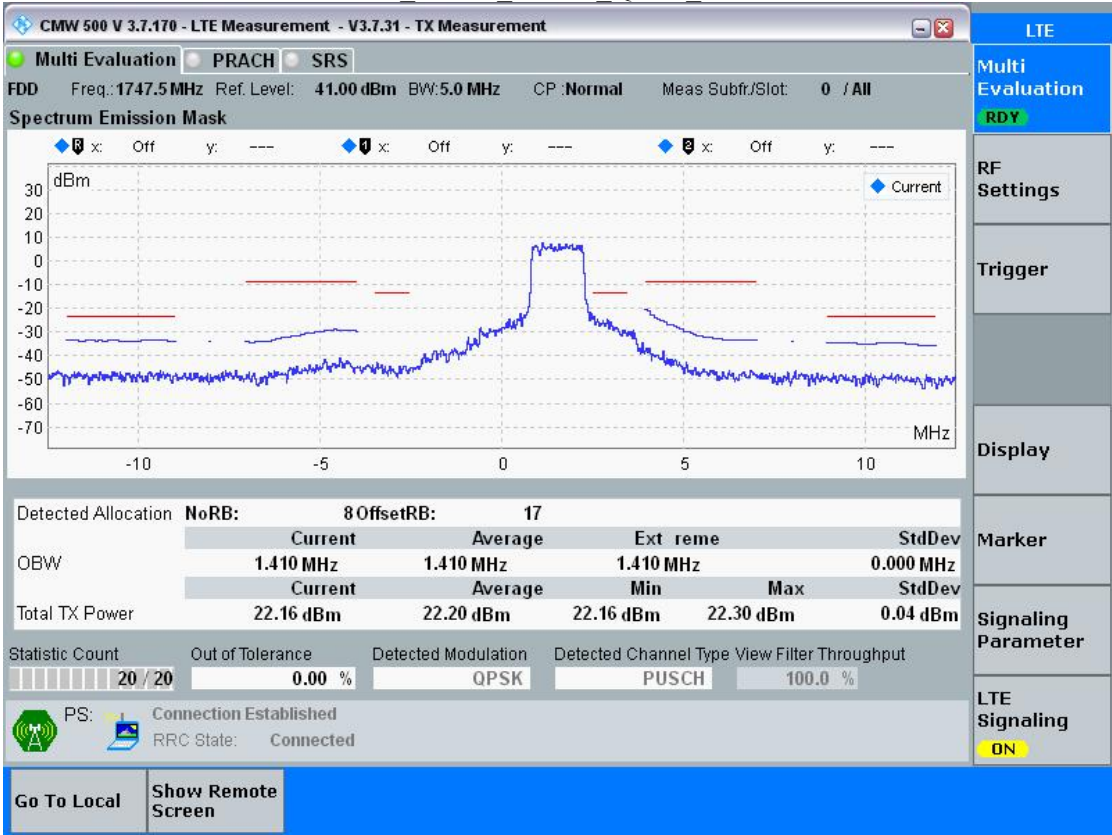 CMW 500 V 3.7.170 - LTE Measurement - V3.7.31 - TX Measurement
LTE
Multi Evaluation PRACH SRS
FDD Freq.: 1747.5 MHz Ref. Level: 41.00 dBm BW: 5.0 MHz CP : Normal Meas Subfr./Slot: 0 / All
Spectrum Emission Mask
R x: Off y: --- 1 x: Off y: --- 2 x: Off y: ---
dBm
Current
30
20
10
0
-10
-20
-30
-40
-50
-60
-70
MHz
-10 -5 0 5 10
Detected Allocation NoRB: 8 OffsetRB: 17
Current Average Ext reme StdDev
OBW 1.410 MHz 1.410 MHz 1.410 MHz 0.000 MHz
Current Average Min Max StdDev
Total TX Power 22.16 dBm 22.20 dBm 22.16 dBm 22.30 dBm 0.04 dBm
Statistic Count Out of Tolerance Detected Modulation Detected Channel Type View Filter Throughput
20 / 20 0.00 % QPSK PUSCH 100.0 %
PS: Connection Established
RRC State: Connected
Multi
Evaluation
RDY
RF
Settings
Trigger
Display
Marker
Signaling
Parameter
LTE
Signaling
ON
Go To Local
Show Remote
Screen